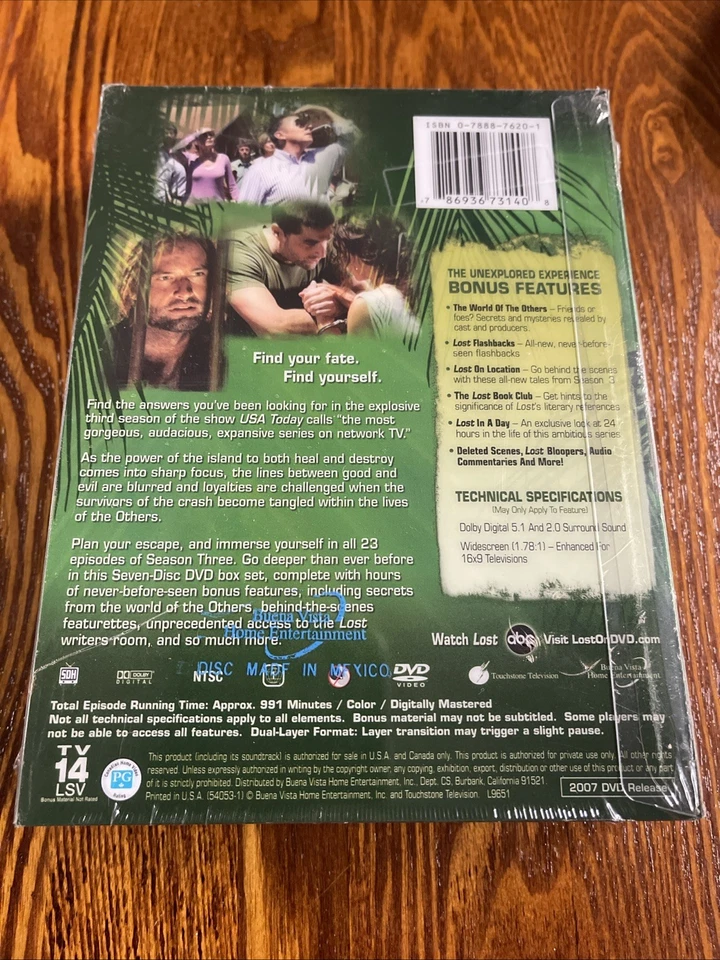 ISBN 0-7888-7620-1
7 86936 73140 8
Find your fate.
Find yourself.
Find the answers you've been looking for in the explosive
third season of the show USA Today calls "the most
gorgeous, audacious, expansive series on network TV."
As the power of the island to both heal and destroy
comes into sharp focus, the lines between good and
evil are blurred and loyalties are challenged when the
survivors of the crash become tangled within the lives
of the Others.
Plan your escape, and immerse yourself in all 23
episodes of Season Three. Go deeper than ever before
in this Seven-Disc DVD box set, complete with hours
of never-before-seen bonus features, including secrets
from the world of the Others, behind-the-scenes
featurettes, unprecedented access to the Lost
writers room, and so much more.
THE UNEXPLORED EXPERIENCE
BONUS FEATURES
• The World Of The Others – Friends or
foes? Secrets and mysteries revealed by
cast and producers
• Lost Flashbacks – All-new, never-before-
seen flashbacks
• Lost On Location – Go behind the scenes
with these all-new tales from Season 3
• The Lost Book Club – Get hints to the
significance of Lost's literary references
• Lost In A Day – An exclusive look at 24
hours in the life of this ambitious series
• Deleted Scenes, Lost Bloopers, Audio
Commentaries And More!
TECHNICAL SPECIFICATIONS
(May Only Apply To Feature)
Dolby Digital 5.1 And 2.0 Surround Sound
Widescreen (1.78:1) – Enhanced For
16x9 Televisions
Buena Vista
Home Entertainment
DISC MADE IN MEXICO
Watch Lost abc Visit LostOnDVD.com
SDH
DOLBY
DIGITAL
NTSC
DVD
VIDEO
Touchstone Television
Buena Vista
Home Entertainment
Total Episode Running Time: Approx. 991 Minutes / Color / Digitally Mastered
Not all technical specifications apply to all elements. Bonus material may not be subtitled. Some players may
not be able to access all features. Dual-Layer Format: Layer transition may trigger a slight pause.
TV
14
LSV
Bonus Material Not Rated
Canadian Home Video
PG
This product (including its soundtrack) is authorized for sale in U.S.A. and Canada only. This product is authorized for private use only. All other rights
reserved. Unless expressly authorized in writing by the copyright owner, any copying, exhibition, export, distribution or other use of this product or any part
of it is strictly prohibited. Distributed by Buena Vista Home Entertainment, Inc., Dept. CS, Burbank, California 91521.
Printed in U.S.A. (54053-1) © Buena Vista Home Entertainment, Inc. and Touchstone Television. L9651
2007 DVD Release